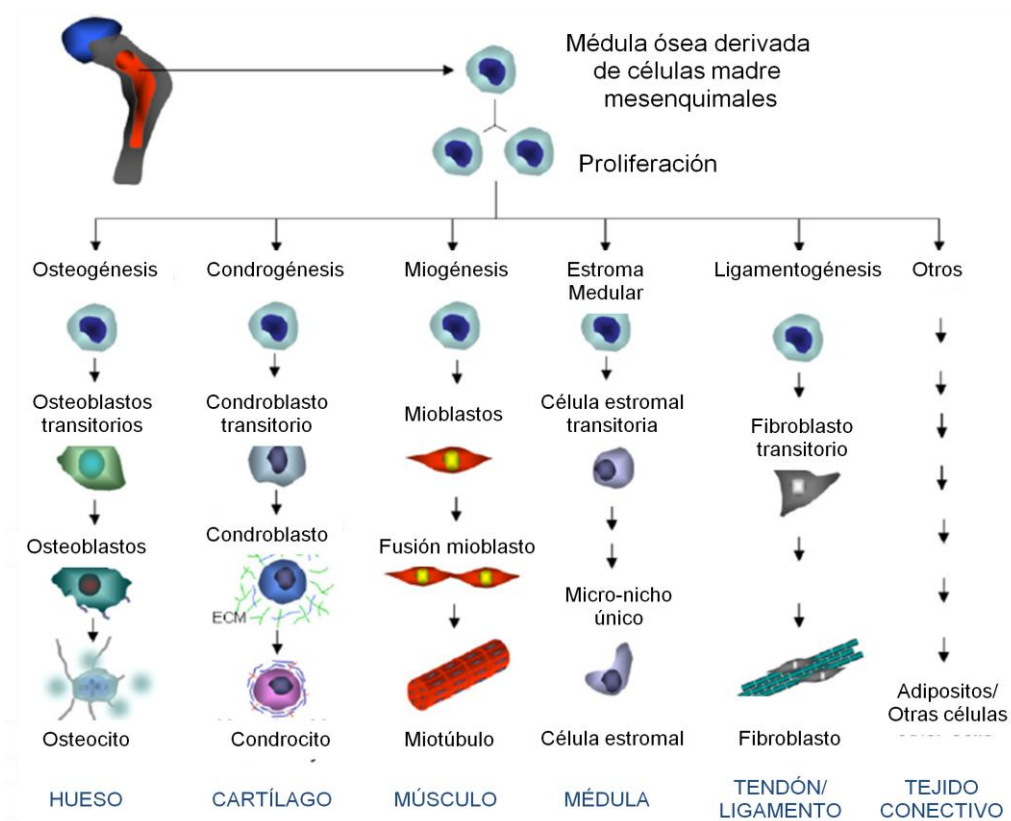 Médula ósea derivada
de células madre
mesenquimales
Proliferación
Osteogénesis
Condrogénesis
Miogénesis
Estroma
Medular
Ligamentogénesis
Otros
Osteoblastos
transitorios
Condroblasto
transitorio
Mioblastos
Célula estromal
transitoria
Fibroblasto
transitorio
Osteoblastos
Condroblasto
Fusión mioblasto
Micro-nicho
único
ECM
Adipositos/
Otras células
Osteocito
Condrocito
Miotúbulo
Célula estromal
Fibroblasto
HUESO
CARTÍLAGO
MÚSCULO
MÉDULA
TENDÓN/
LIGAMENTO
TEJIDO
CONECTIVO